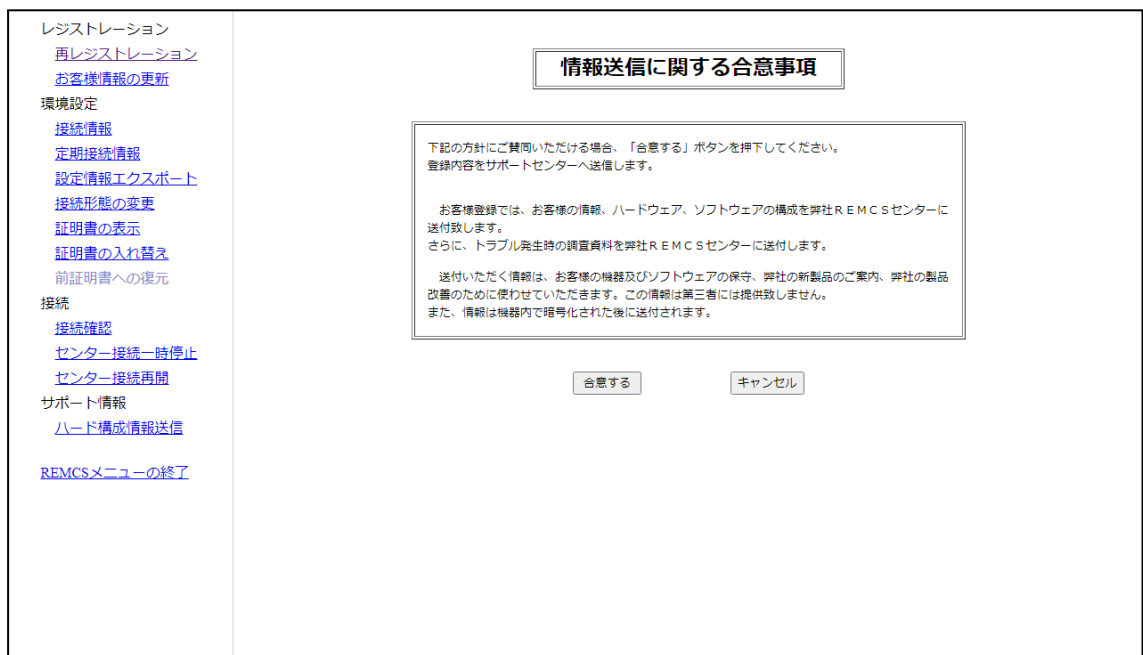 レジストレーション
再レジストレーション
お客様情報の更新
環境設定
接続情報
定期接続情報
設定情報エクスポート
接続形態の変更
証明書の表示
証明書の入れ替え
前証明書への復元
接続
接続確認
センター接続一時停止
センター接続再開
サポート情報
ハード構成情報送信
REMCSメニューの終了
情報送信に関する合意事項
下記の方針にご賛同いただける場合、「合意する」ボタンを押下してください。
登録内容をサポートセンターへ送信します。
お客様登録では、お客様の情報、ハードウェア、ソフトウェアの構成を弊社ＲＥＭＣＳセンターに
送付致します。
さらに、トラブル発生時の調査資料を弊社ＲＥＭＣＳセンターに送付します。
送付いただく情報は、お客様の機器及びソフトウェアの保守、弊社の新製品のご案内、弊社の製品
改善のために使わせていただきます。この情報は第三者には提供致しません。
また、情報は機器内で暗号化された後に送付されます。
合意する
キャンセル